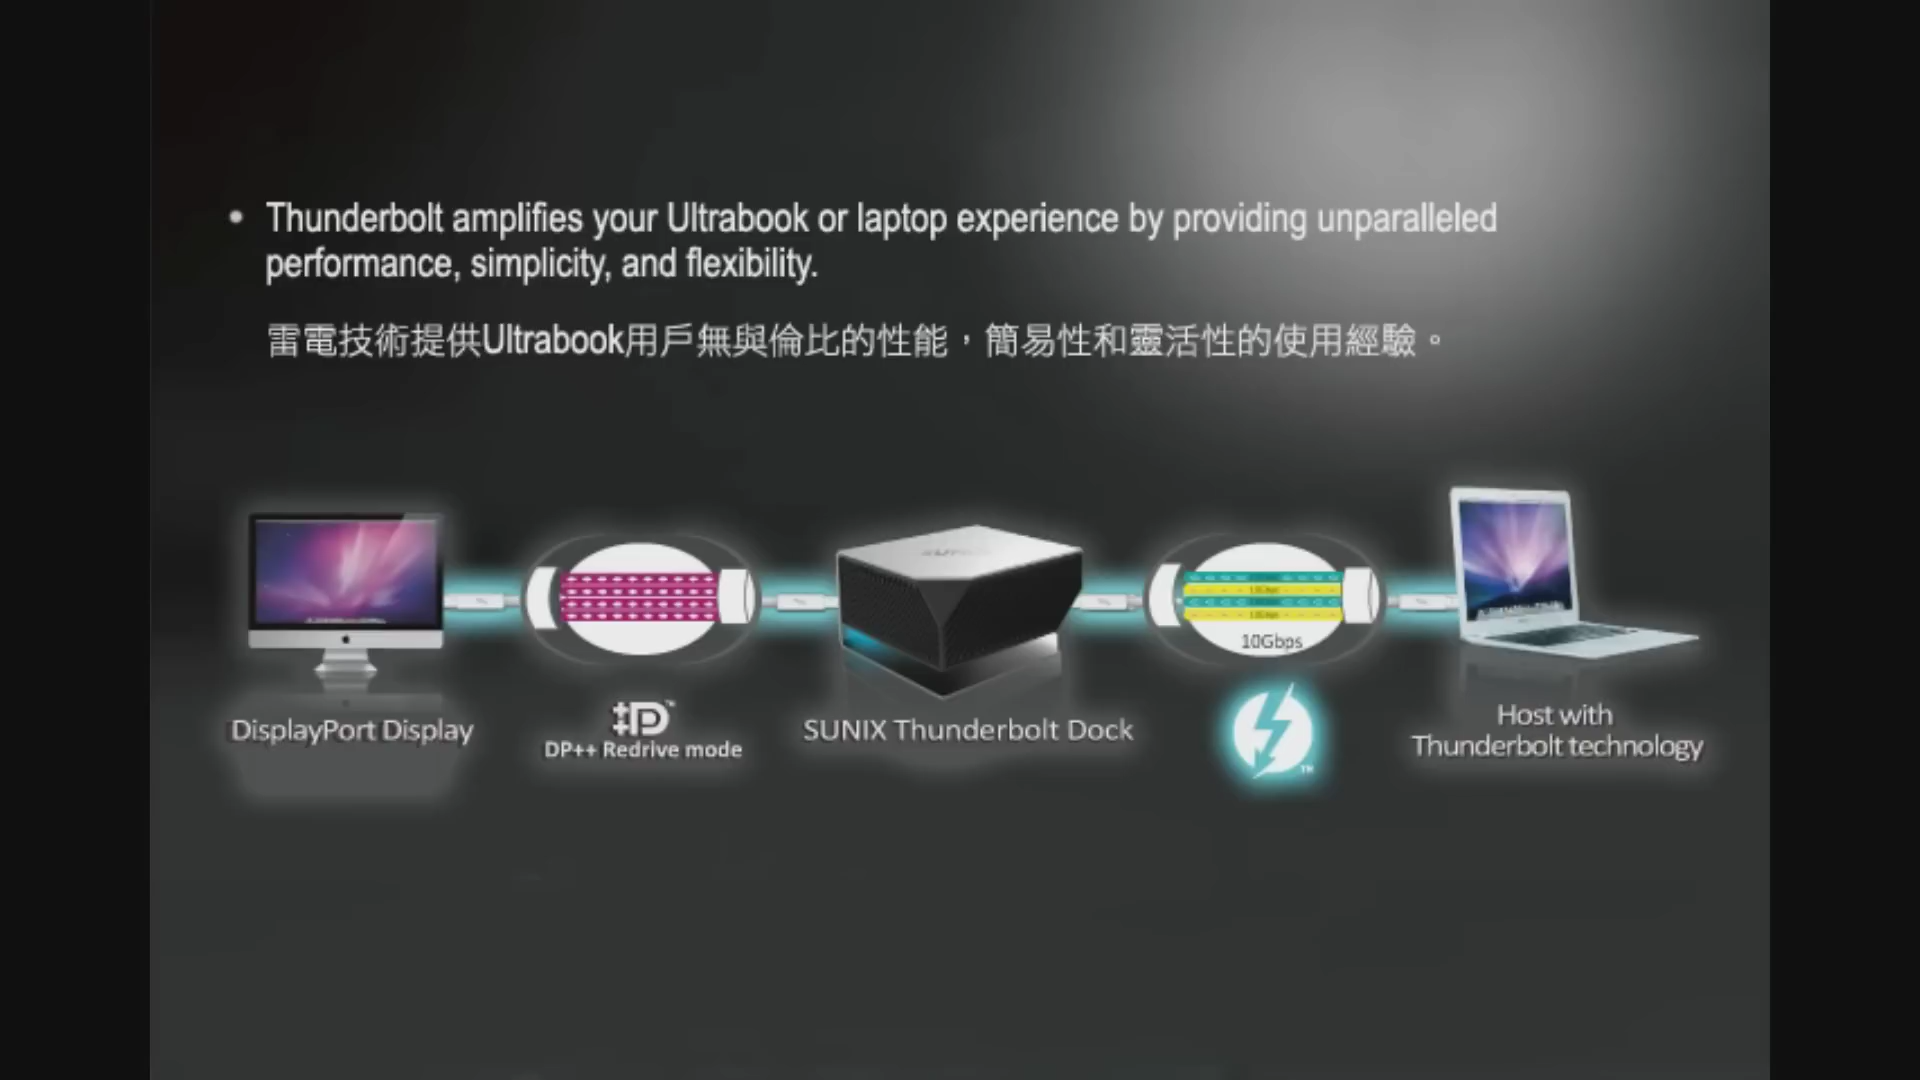 Thunderbolt amplifies your Ultrabook or laptop experience by providing unparalleled
performance, simplicity, and flexibility.
雷電技術提供Ultrabook用戶無與倫比的性能，簡易性和靈活性的使用經驗。
10Gbps
DisplayPort Display
DP++ Redrive mode
SUNIX Thunderbolt Dock
Host with
Thunderbolt technology